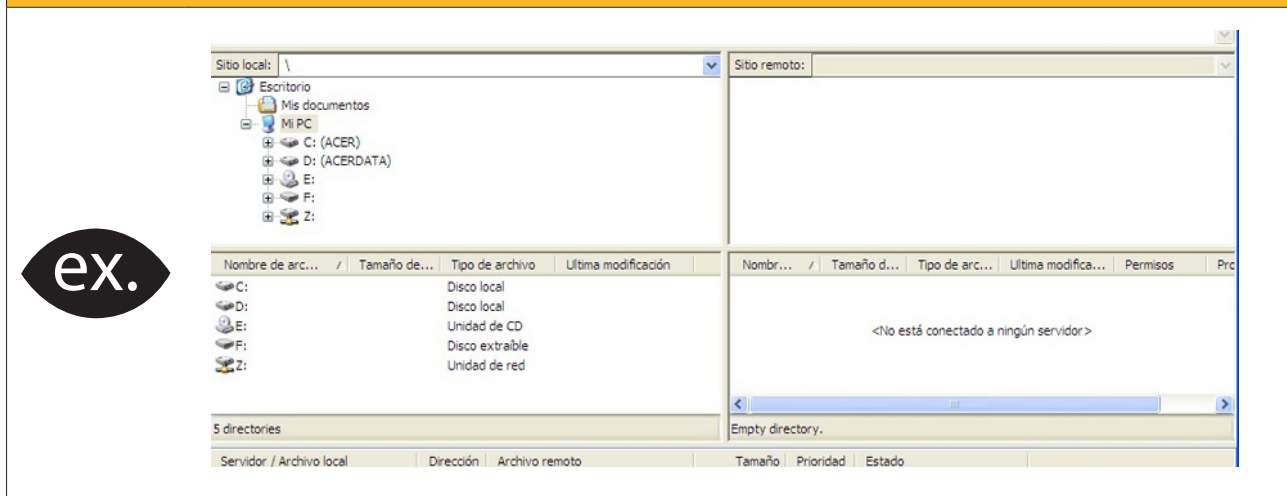 Sitio local: \
Escritorio
Mis documentos
Mi PC
C: (ACER)
D: (ACERDATA)
E:
F:
Z:
Sitio remoto:
ex.
Nombre de arc... / Tamaño de... Tipo de archivo Ultima modificación
C: Disco local
D: Disco local
E: Unidad de CD
F: Disco extraíble
Z: Unidad de red
5 directories
Nombr... / Tamaño d... Tipo de arc... Ultima modifica... Permisos Prc
<No está conectado a ningún servidor>
Empty directory.
Servidor / Archivo local Dirección Archivo remoto Tamaño Prioridad Estado